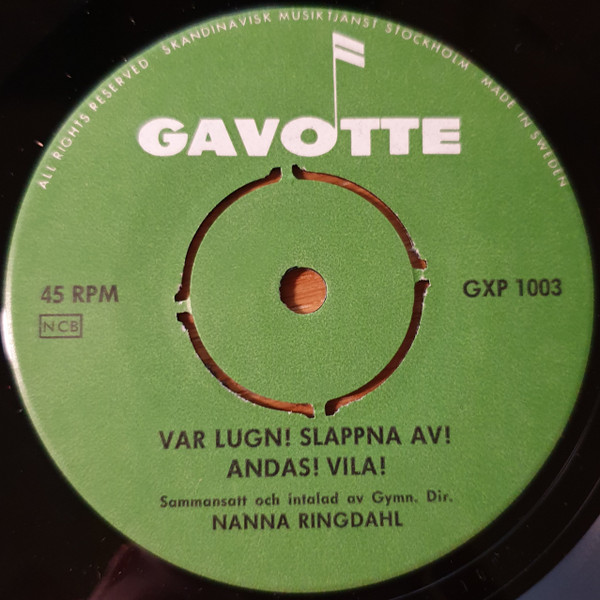 ALL RIGHTS RESERVED SKANDINAVISK MUSIKTJÄNST STOCKHOLM MADE IN SWEDEN
GAVOTTE
45 RPM
GXP 1003
NCB
VAR LUGN! SLAPPNA AV!
ANDAS! VILA!
Sammansatt och intalad av Gymn. Dir.
NANNA RINGDAHL